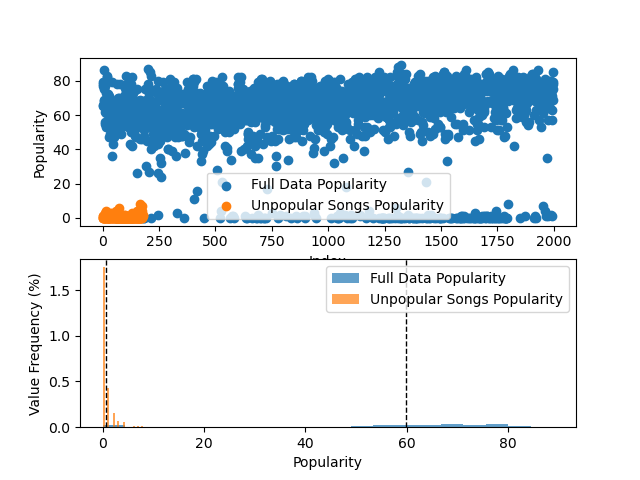 80
60
40
20
0
Popularity
Full Data Popularity
Unpopular Songs Popularity
0
250
500
750
1000
1250
1500
1750
2000
Index
1.5
1.0
0.5
0.0
Value Frequency (%)
Full Data Popularity
Unpopular Songs Popularity
0
20
40
60
80
Popularity